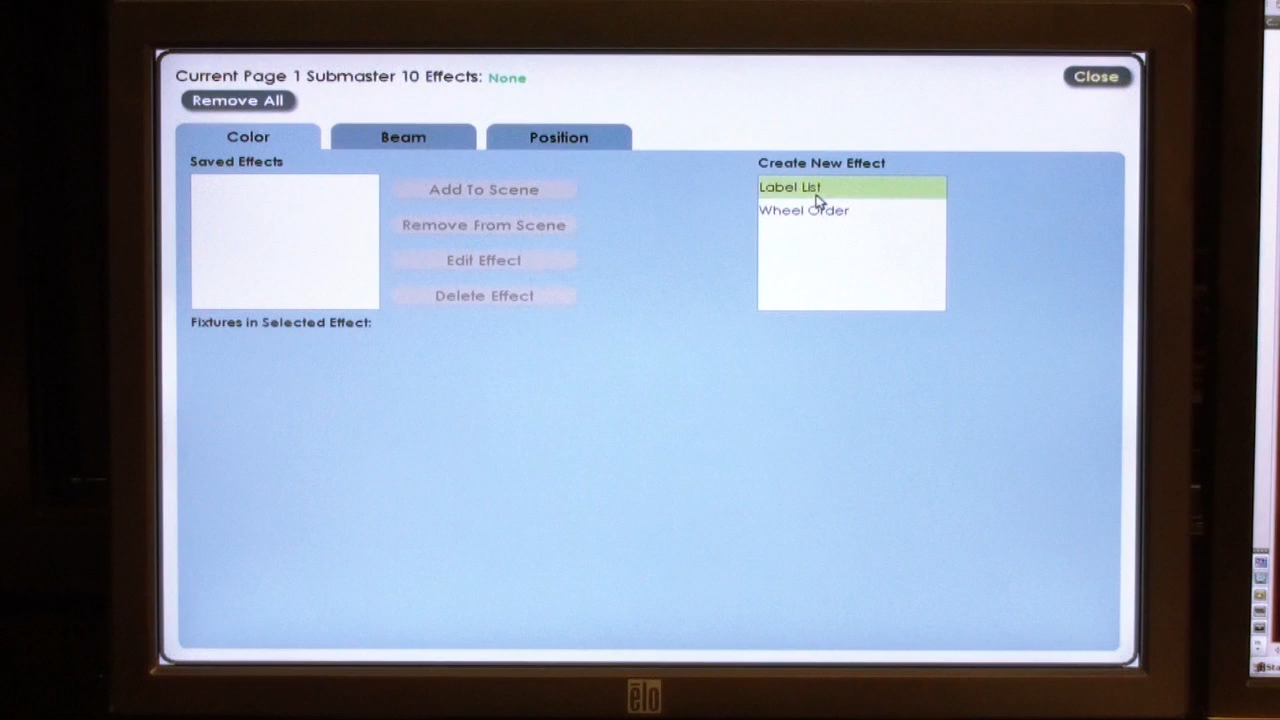 Current Page 1 Submaster 10 Effects: None
Close
Remove All
Color
Beam
Position
Saved Effects
Create New Effect
Add To Scene
Remove From Scene
Edit Effect
Delete Effect
Label List
Wheel Order
Fixtures in Selected Effect:
elo